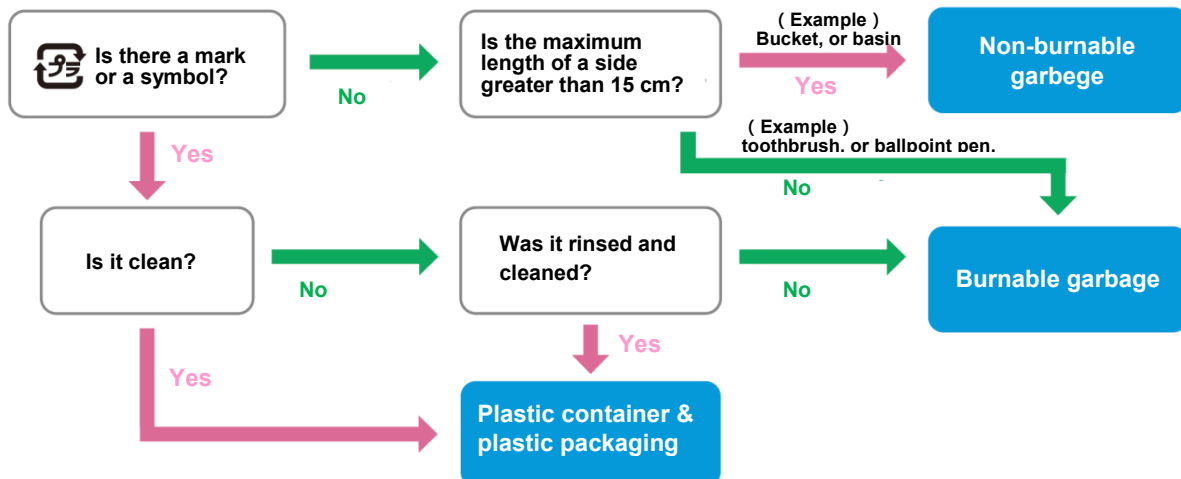 プラ
Is there a mark
or a symbol?
No
Is the maximum
length of a side
greater than 15 cm?
( Example )
Bucket, or basin
Yes
Non-burnable
garbege
( Example )
toothbrush, or ballpoint pen,
No
Yes
Is it clean?
No
Was it rinsed and
cleaned?
No
Burnable garbage
Yes
Yes
Plastic container &
plastic packaging